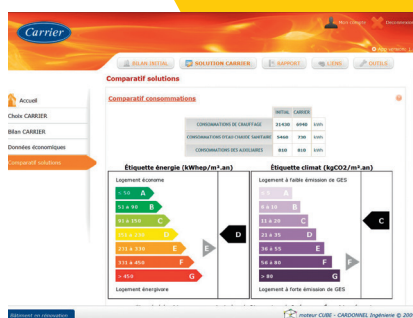 Carrier
Mon compte
Déconnexion
BILAN INITIAL
SOLUTION CARRIER
RAPPORT
OUTILS
Comparatif solutions
Accueil
Choix CARRIER
Bilan CARRIER
Données économiques
Comparatif solutions
Comparatif consommations
INITIAL CARRIER
CONSOMMATIONS DE CHAUFFAGE 21430 6940 kWh
CONSOMMATIONS D'EAU CHAUDE SANITAIRE 5460 730 kWh
CONSOMMATIONS DES AUXILIAIRES 810 810 kWh
Étiquette énergie (kWhep/m².an)
Logement économe
< 50 A
51 à 90 B
91 à 150 C
151 à 230 D
231 à 330 E
331 à 450 F
> 450 G
D
F
Logement énergivore
Étiquette climat (kgCO2/m².an)
Logement à faible émission de GES
A
6 à 10 B
11 à 20 C
21 à 35 D
36 à 55 E
56 à 80 F
> 80 G
C
F
Logement à forte émission de GES
Bâtiment en rénovation
moteur CUBE - CARDONNEL Ingénierie © 200